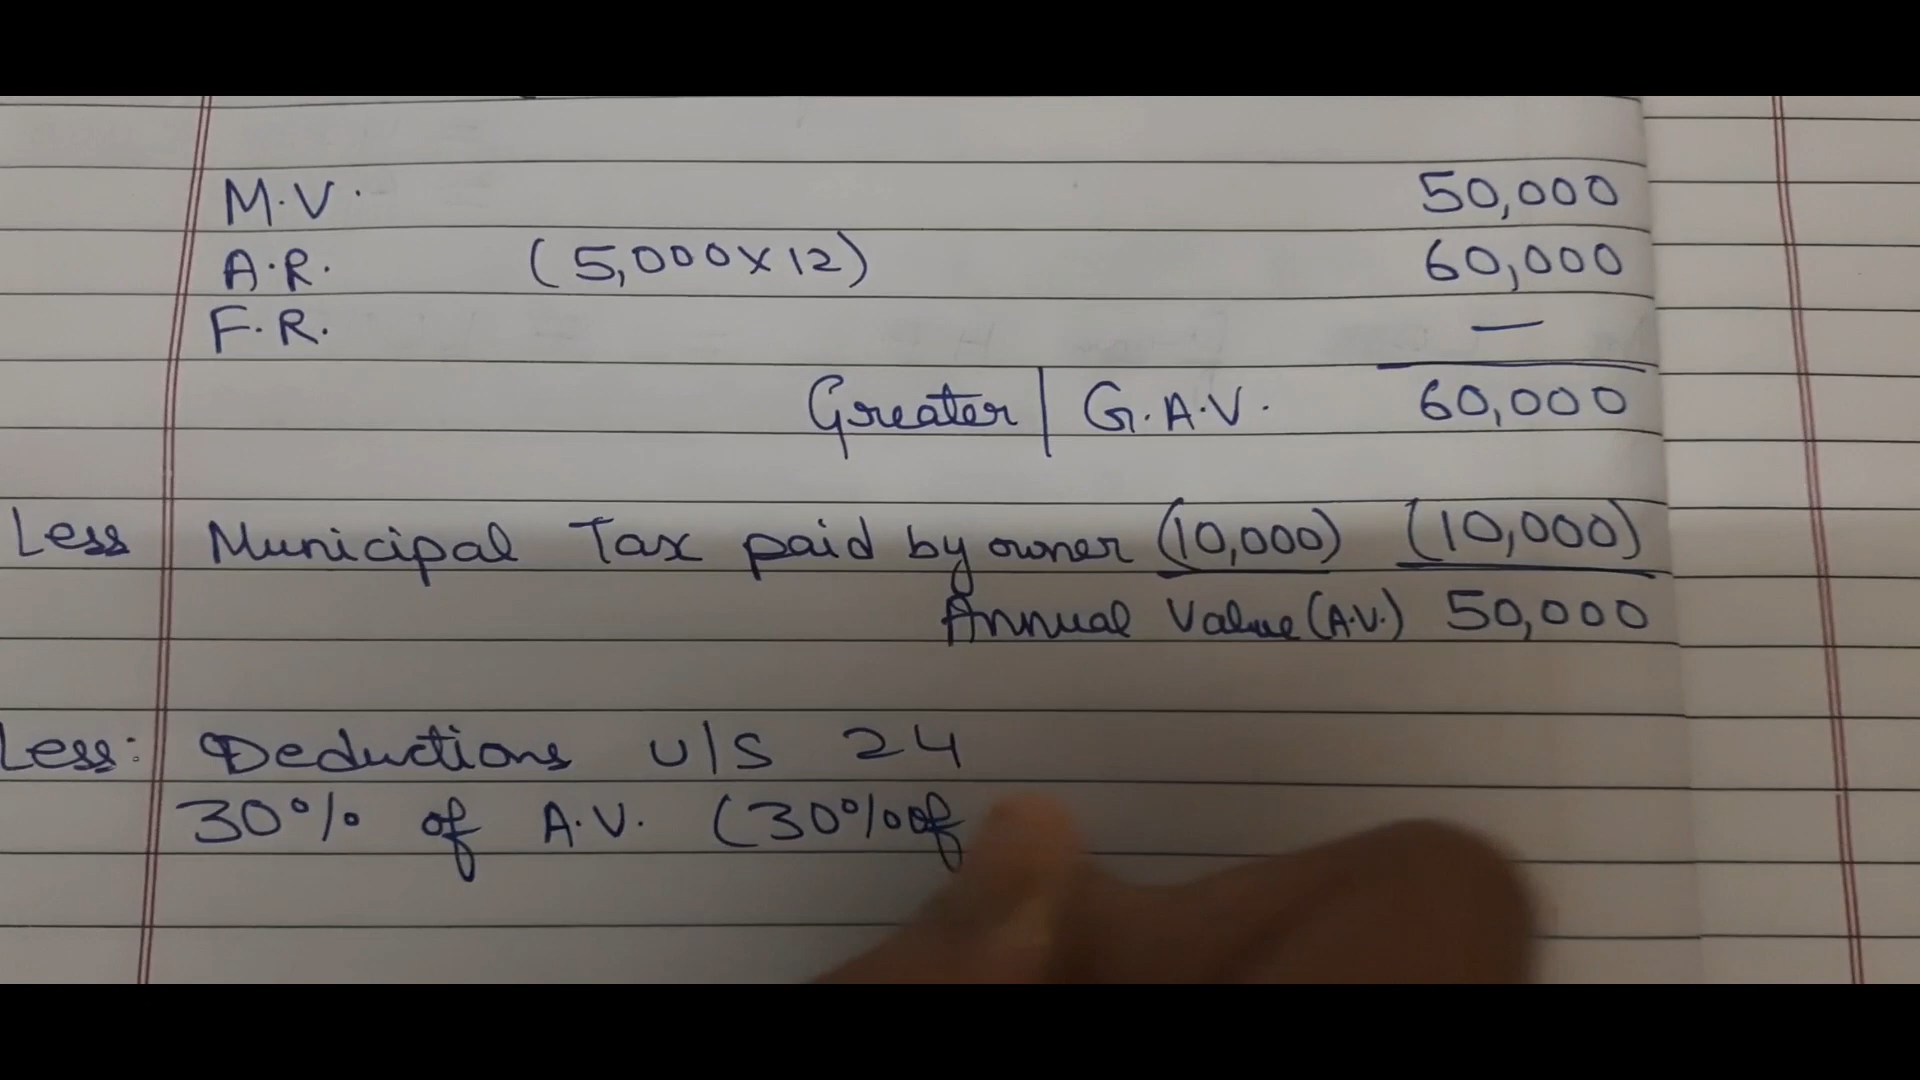 M.V. 50,000
A.R. (5,000x12) 60,000
F.R. —
Greater | G.A.V. 60,000
Less Municipal Tax paid by owner (10,000) (10,000)
Annual Value (A.V.) 50,000
Less: Deductions u/s 24
30% of A.V. (30% of